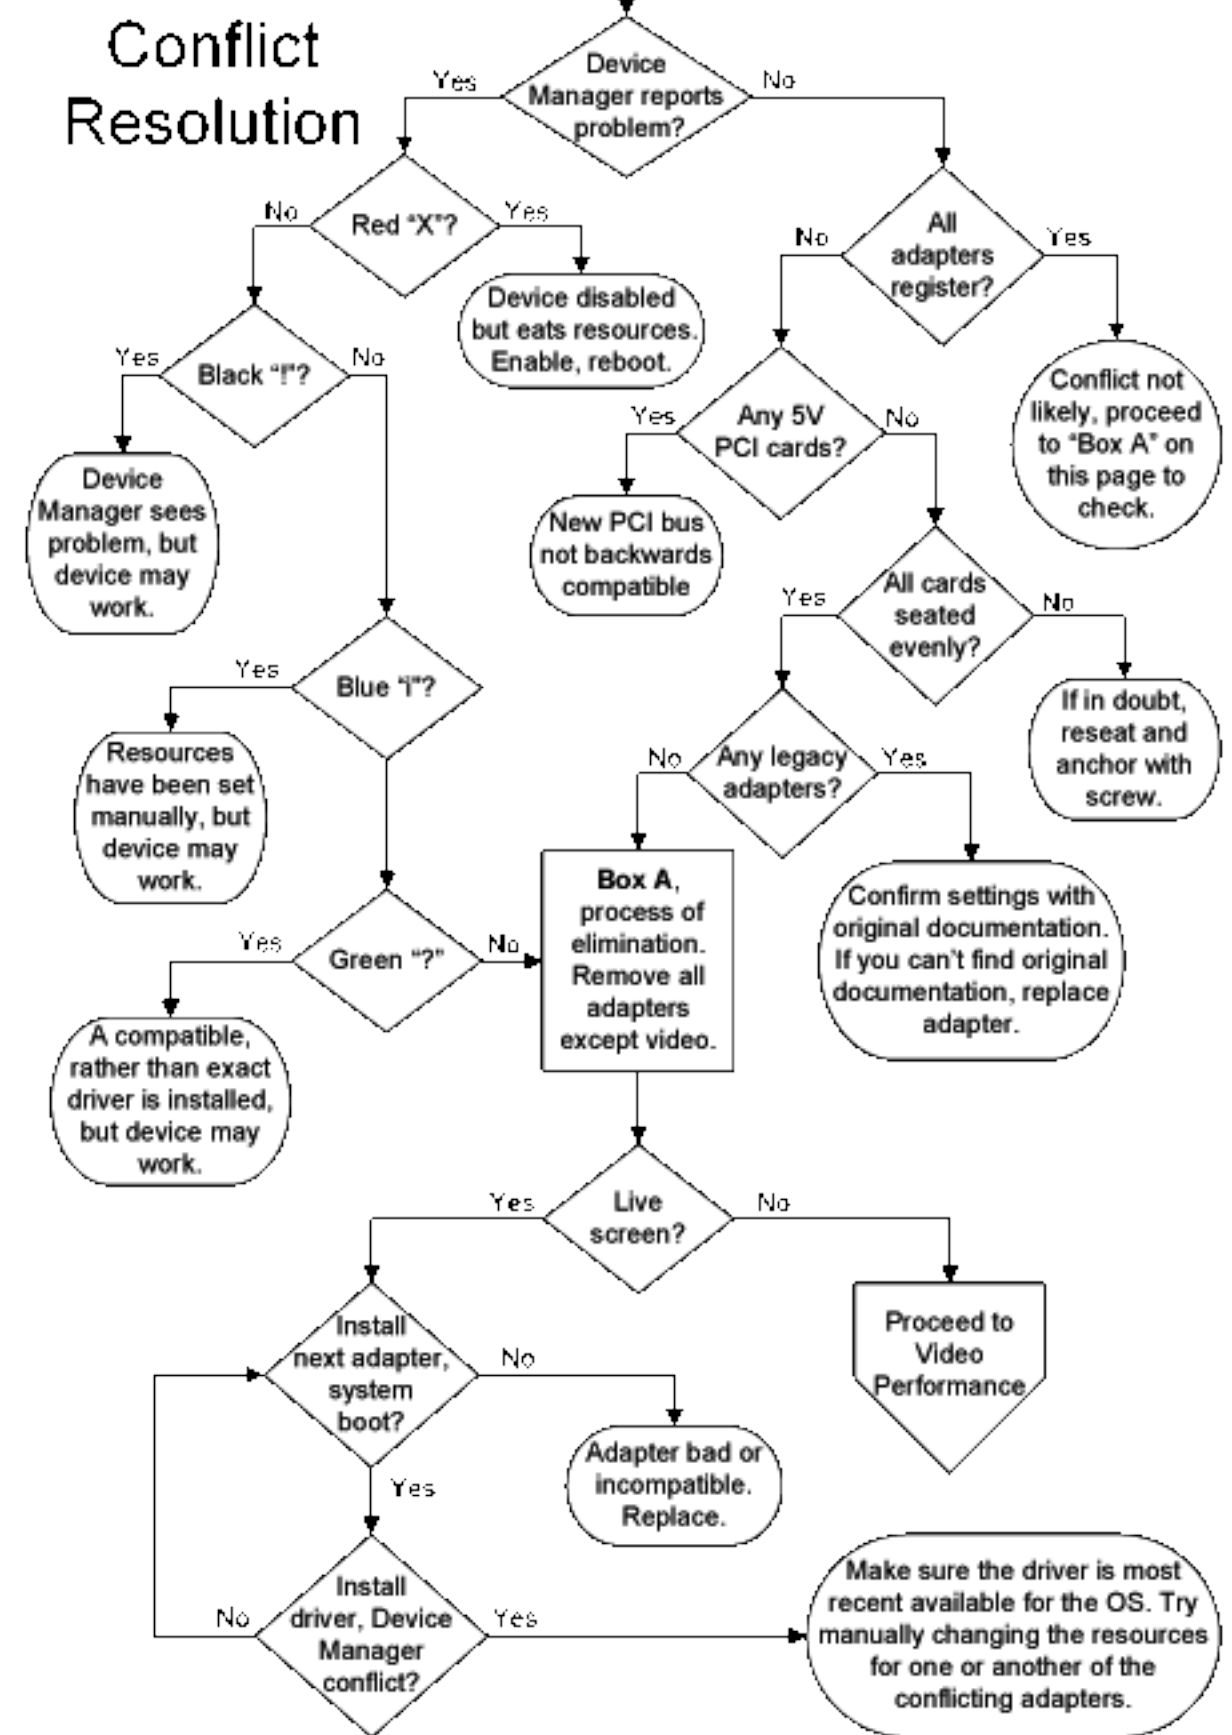 Conflict
Resolution
Device
Manager reports
problem?
Yes
No
Red “X”?
No
Yes
All
adapters
register?
No
Yes
Device disabled
but eats resources.
Enable, reboot.
Black “!”?
Yes
No
Any 5V
PCI cards?
Yes
No
Conflict not
likely, proceed
to “Box A” on
this page to
check.
Device
Manager sees
problem, but
device may
work.
New PCI bus
not backwards
compatible
All cards
seated
evenly?
Yes
No
Blue “i”?
Yes
If in doubt,
reseat and
anchor with
screw.
Any legacy
adapters?
No
Yes
Resources
have been set
manually, but
device may
work.
Box A,
process of
elimination.
Remove all
adapters
except video.
Confirm settings with
original documentation.
If you can’t find original
documentation, replace
adapter.
Green “?”
Yes
No
A compatible,
rather than exact
driver is installed,
but device may
work.
Live
screen?
Yes
No
Install
next adapter,
system
boot?
No
Yes
Proceed to
Video
Performance
Adapter bad or
incompatible.
Replace.
Install
driver, Device
Manager
conflict?
No
Yes
Make sure the driver is most
recent available for the OS. Try
manually changing the resources
for one or another of the
conflicting adapters.